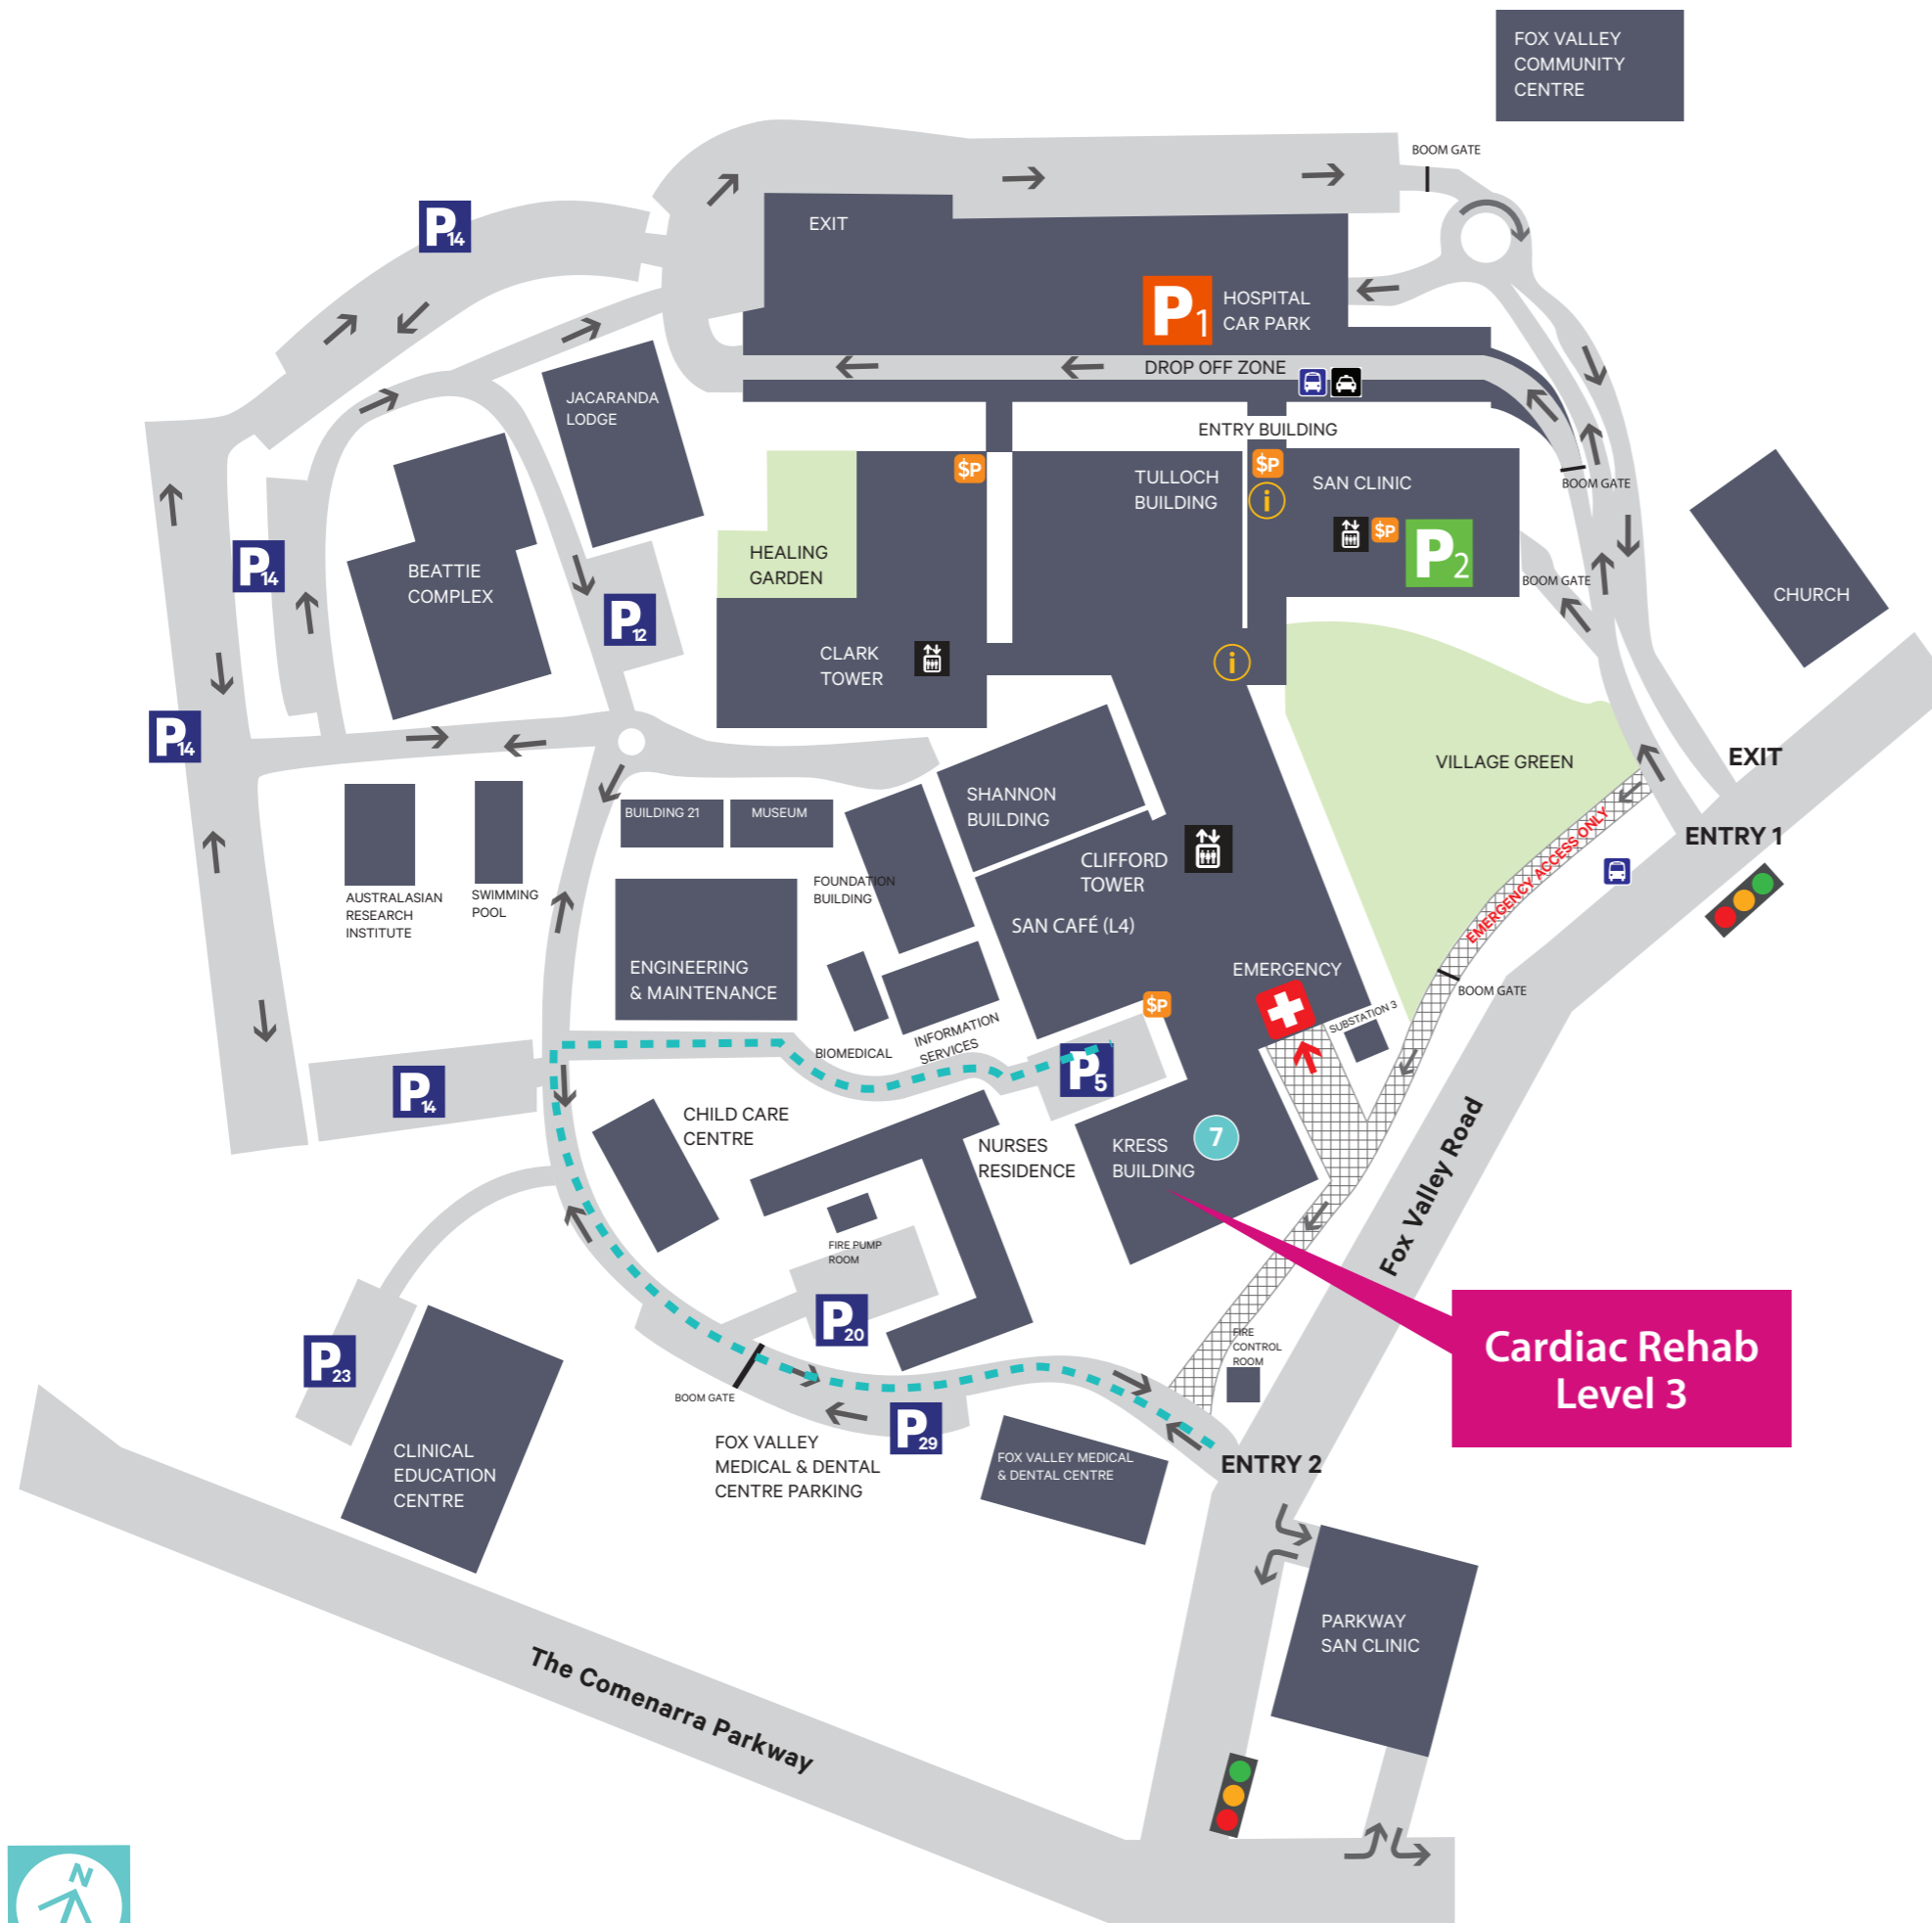 FOX VALLEY
COMMUNITY
CENTRE
BOOM GATE
EXIT
P14
P1
HOSPITAL
CAR PARK
DROP OFF ZONE
JACARANDA
LODGE
ENTRY BUILDING
$P
$P
i
TULLOCH
BUILDING
SAN CLINIC
BOOM GATE
$P
P2
HEALING
GARDEN
P14
BEATTIE
COMPLEX
BOOM GATE
CHURCH
P12
CLARK
TOWER
i
P14
VILLAGE GREEN
EXIT
ENTRY 1
SHANNON
BUILDING
BUILDING 21
MUSEUM
EMERGENCY ACCESS ONLY
CLIFFORD
TOWER
FOUNDATION
BUILDING
AUSTRALASIAN
RESEARCH
INSTITUTE
SWIMMING
POOL
SAN CAFÉ (L4)
ENGINEERING
& MAINTENANCE
EMERGENCY
BOOM GATE
$P
SUBSTATION 3
INFORMATION
SERVICES
BIOMEDICAL
P5
P14
CHILD CARE
CENTRE
NURSES
RESIDENCE
KRESS
BUILDING
7
Fox Valley Road
FIRE PUMP
ROOM
P20
P23
FIRE
CONTROL
ROOM
Cardiac Rehab
Level 3
BOOM GATE
P29
FOX VALLEY
MEDICAL & DENTAL
CENTRE PARKING
FOX VALLEY MEDICAL
& DENTAL CENTRE
ENTRY 2
CLINICAL
EDUCATION
CENTRE
PARKWAY
SAN CLINIC
The Comenarra Parkway
N